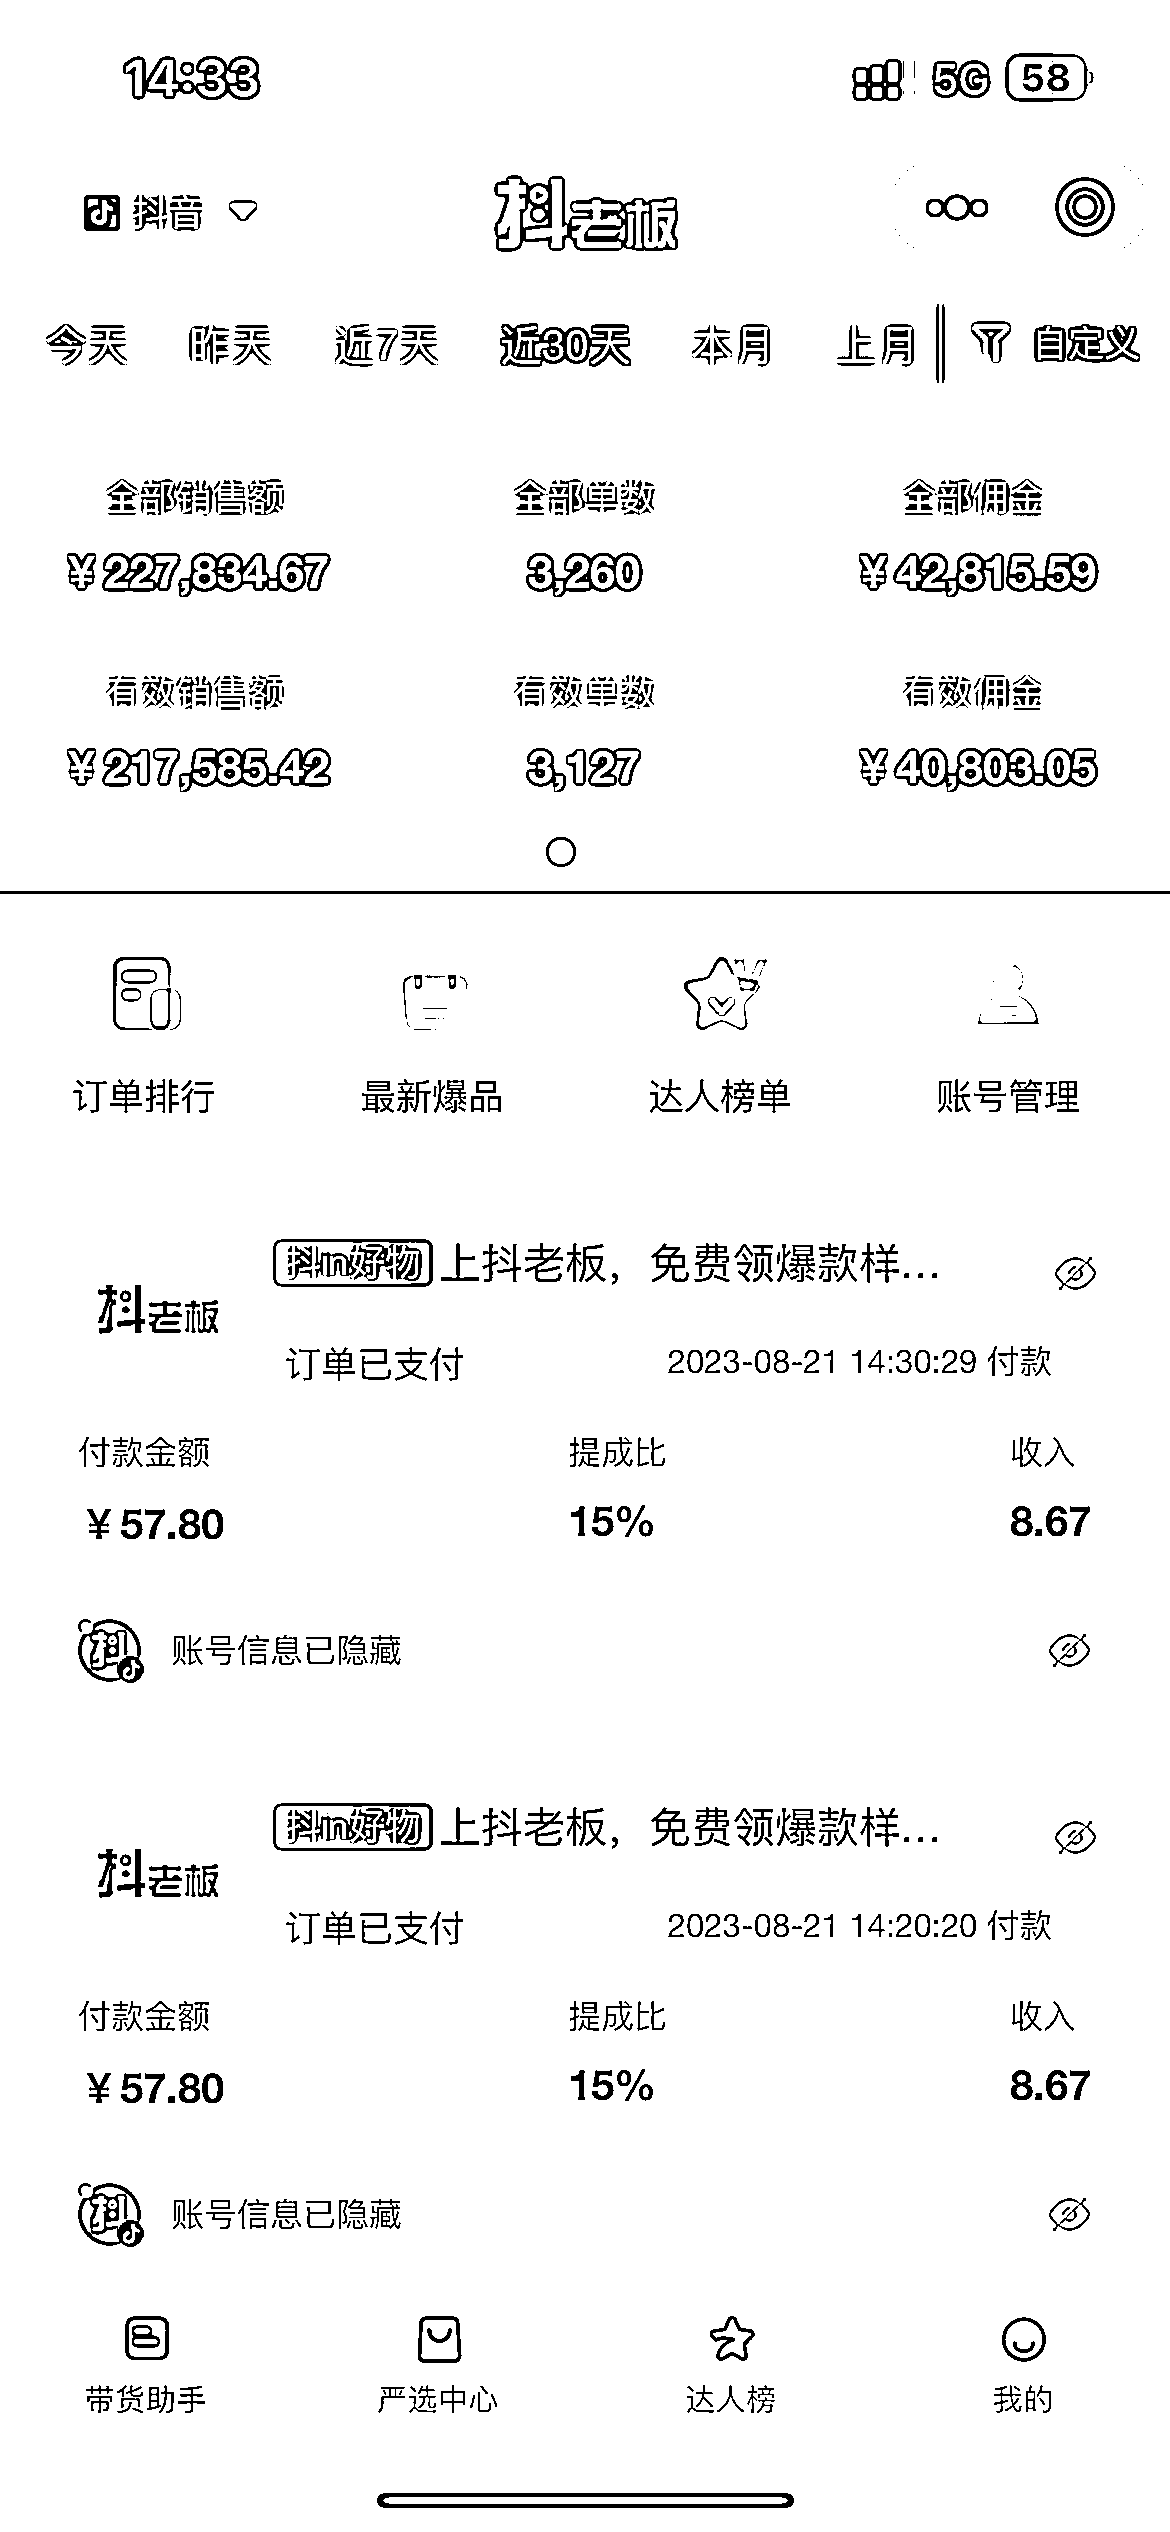 14:33 5G 58
抖音 抖老板
今天 昨天 近7天 近30天 本月 上月 自定义
全部销售额 全部单数 全部佣金
¥227,834.67 3,260 ¥42,815.59
有效销售额 有效单数 有效佣金
¥217,585.42 3,127 ¥40,803.05
订单排行 最新爆品 达人榜单 账号管理
抖in好物 上抖老板，免费领爆款样...
抖老板
订单已支付 2023-08-21 14:30:29 付款
付款金额 提成比 收入
¥57.80 15% 8.67
抖 账号信息已隐藏
抖in好物 上抖老板，免费领爆款样...
抖老板
订单已支付 2023-08-21 14:20:20 付款
付款金额 提成比 收入
¥57.80 15% 8.67
抖 账号信息已隐藏
带货助手 严选中心 达人榜 我的